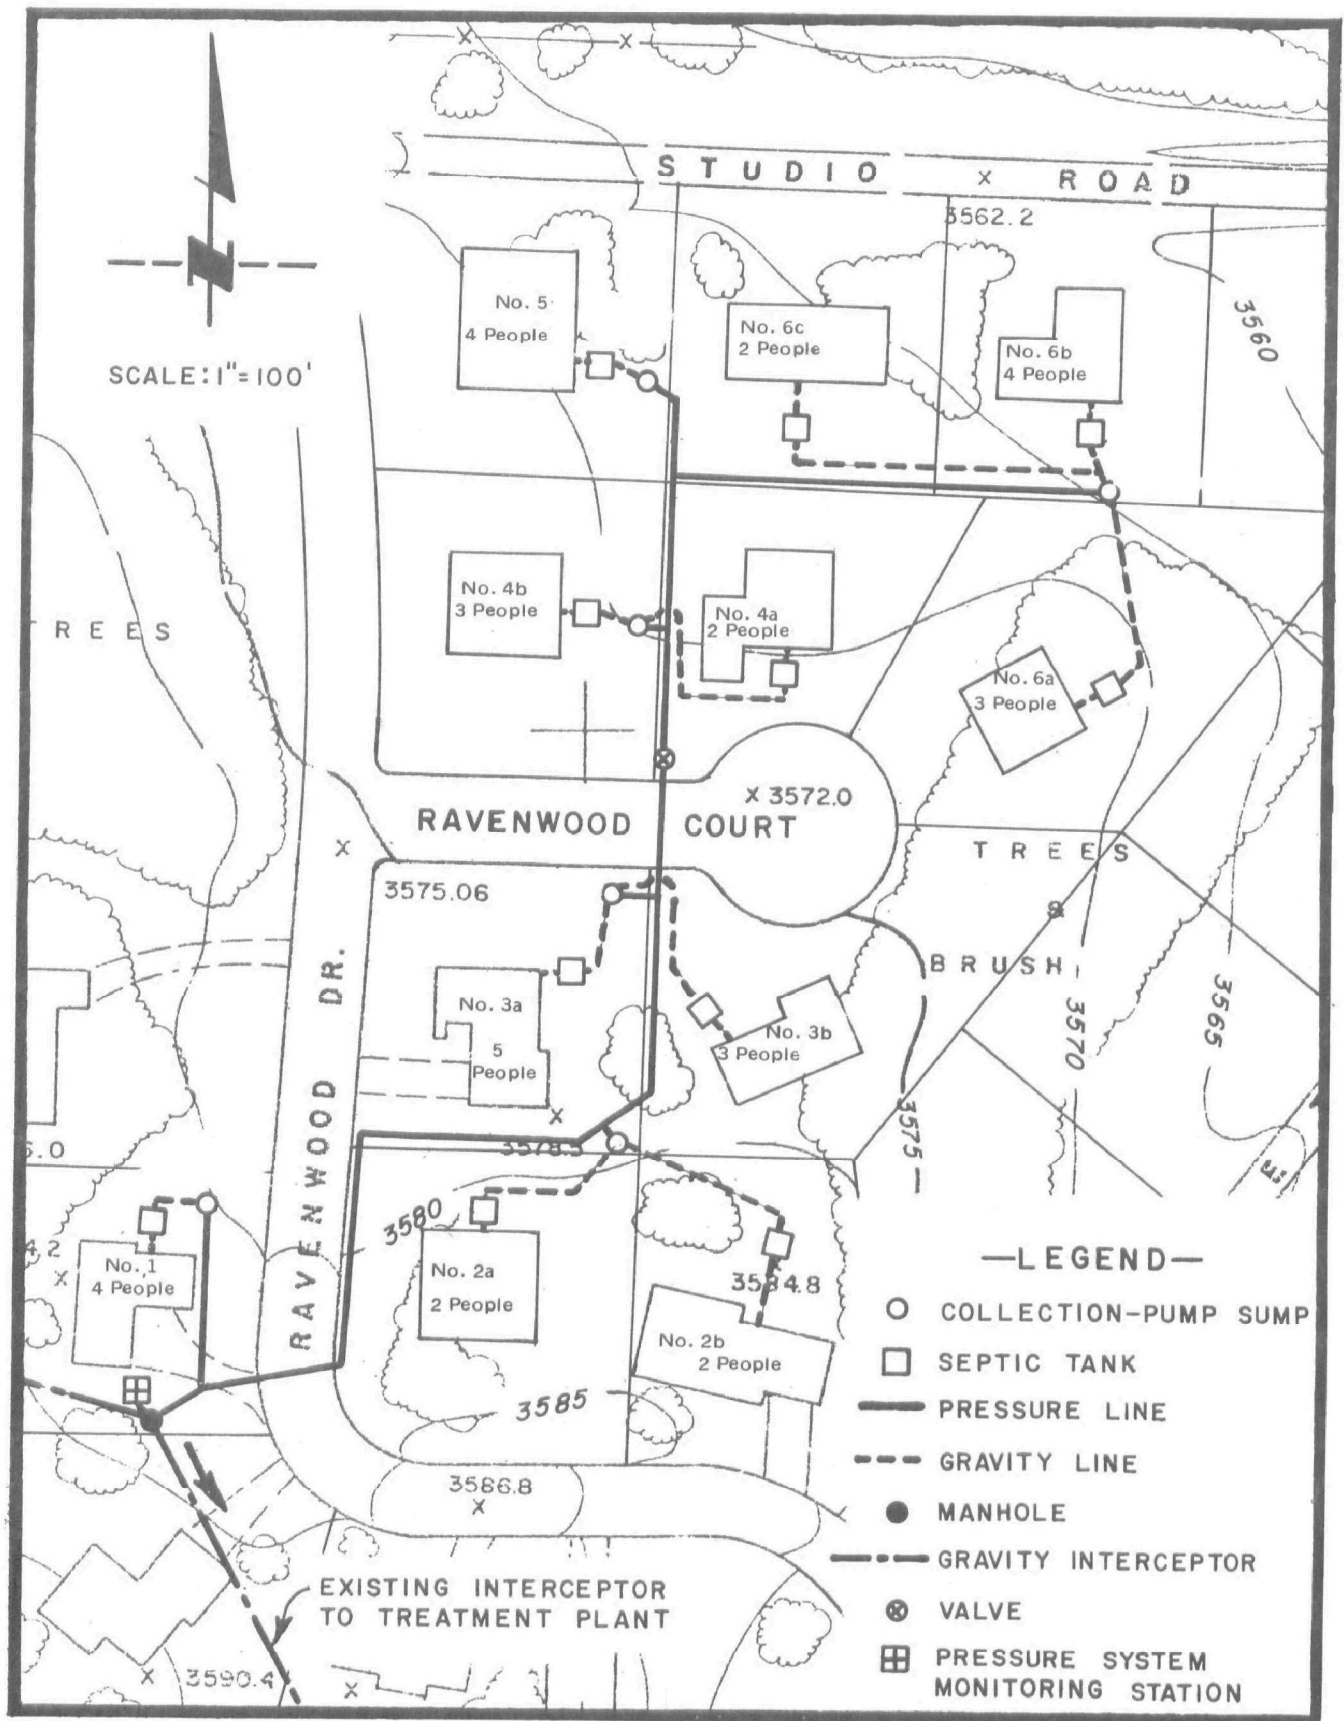 STUDIO ROAD
3562.2
3560
SCALE: 1"=100'
No. 5
4 People
No. 6c
2 People
No. 6b
4 People
No. 4b
3 People
No. 4a
2 People
No. 6a
3 People
TREES
X 3572.0
RAVENWOOD COURT
3575.06
TREES
&
BRUSH
3570
3565
3575
RAVENWOOD DR.
No. 3a
5
People
No. 3b
3 People
3578.5
3580
No. 1
4 People
No. 2a
2 People
3584.8
No. 2b
2 People
3585
3586.8
EXISTING INTERCEPTOR
TO TREATMENT PLANT
3590.4
—LEGEND—
COLLECTION-PUMP SUMP
SEPTIC TANK
PRESSURE LINE
GRAVITY LINE
MANHOLE
GRAVITY INTERCEPTOR
VALVE
PRESSURE SYSTEM
MONITORING STATION